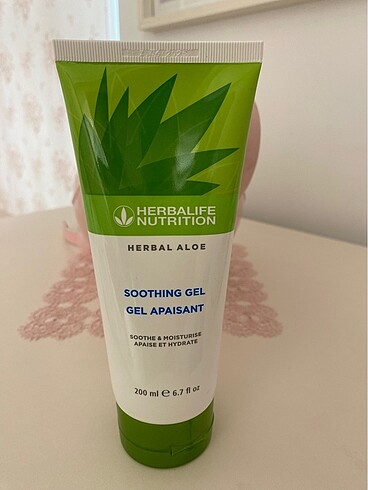 HERBALIFE
NUTRITION
HERBAL ALOE
SOOTHING GEL
GEL APAISANT
SOOTHE & MOISTURISE
APAISE ET HYDRATE
200 ml ℮ 6.7 fl oz